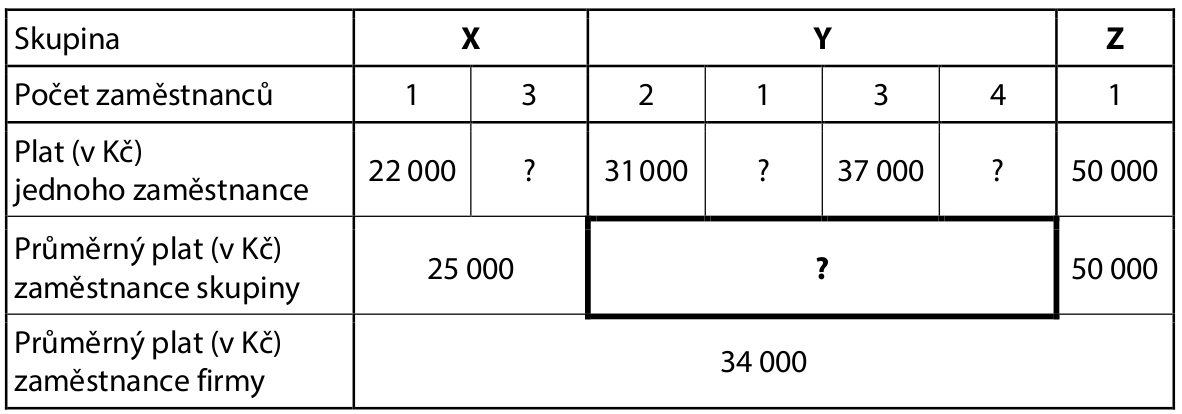 Skupina X Y Z
Počet zaměstnanců 1 3 2 1 3 4 1
Plat (v Kč)
jednoho zaměstnance 22 000 ? 31 000 ? 37 000 ? 50 000
Průměrný plat (v Kč)
zaměstnance skupiny 25 000 ? 50 000
Průměrný plat (v Kč)
zaměstnance firmy 34 000